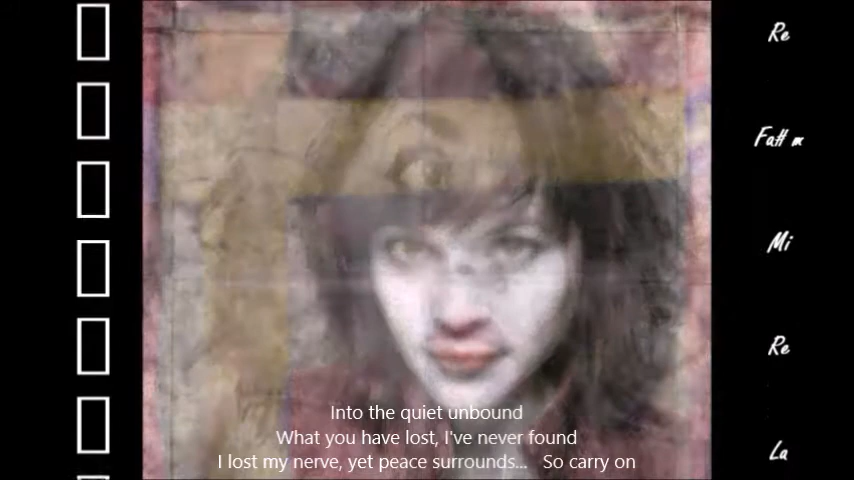 Re
Fa# m
Mi
Re
La
Into the quiet unbound
What you have lost, I've never found
I lost my nerve, yet peace surrounds... So carry on